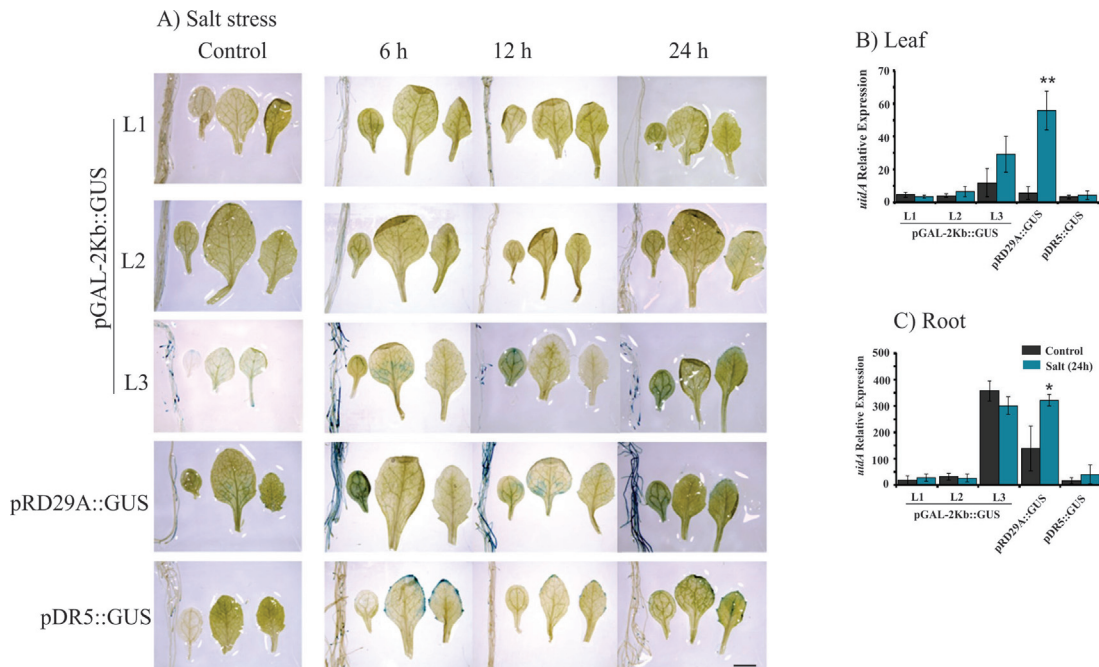 A) Salt stress
Control 6 h 12 h 24 h
pGAL-2Kb::GUS
L1
L2
L3
pRD29A::GUS
pDR5::GUS
B) Leaf
uidA Relative Expression
70
60
40
20
0
L1 L2 L3
pGAL-2Kb::GUS
pRD29A::GUS
pDR5::GUS
**
C) Root
Control
Salt (24h)
uidA Relative Expression
500
400
300
200
100
0
L1 L2 L3
pGAL-2Kb::GUS
pRD29A::GUS
pDR5::GUS
*